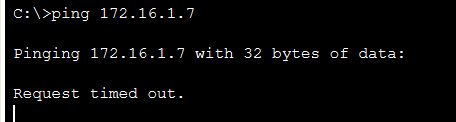 C:\>ping 172.16.1.7
Pinging 172.16.1.7 with 32 bytes of data:
Request timed out.